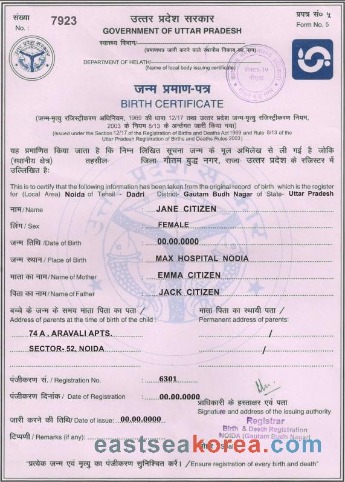 संख्या
No. :
7923
उत्तर प्रदेश सरकार
GOVERNMENT OF UTTAR PRADESH
प्रपत्र सं० ५
Form No. 5
स्वास्थ्य विभाग
DEPARTMENT OF HELATH
(Name of local body issuing certificate)
जन्म प्रमाण-पत्र
BIRTH CERTIFICATE
(जन्म-मृत्यु रजिस्ट्रीकरण अधिनियम, 1969 की धारा 12/17 तथा उत्तर प्रदेश जन्म-मृत्यु रजिस्ट्रीकरण नियम,
2003 के नियम 8/13 के अन्तर्गत जारी किया गया)
(Issued under the Section 12/17 of the Registration of Births and Deaths Act 1969 and Rule 8/13 of the
Uttar Pradesh Registration of Births and Deaths Rules 2003)
यह प्रमाणित किया जाता है कि निम्न लिखित सूचना जन्म के मूल अभिलेख से ली गई है जोकि
(स्थानीय क्षेत्र) तहसील- जिला- गौतम बुद्ध नगर, राज्य- उत्तर प्रदेश के रजिस्टर में
उल्लिखित है।
This is to certify that the following information has been taken from the original record of birth which is the register
for (Local Area) Noida of Tehsil - Dadri District- Gautam Budh Nagar of State- Uttar Pradesh
नाम/Name JANE CITIZEN
लिंग/Sex FEMALE
जन्म तिथि /Date of Birth 00.00.0000
जन्म स्थान / Place of Birth MAX HOSPITAL NODIA
माता का नाम/Name of Mother EMMA CITIZEN
पिता का नाम/Name of Father JACK CITIZEN
बच्चे के जन्म के समय माता पिता का पता / माता पिता का स्थायी पता /
Address of parents at the time of birth of the child : Permanent address of parents/
74 A , ARAVALI APTS.
SECTOR- 52, NOIDA
पंजीकरण सं. / Registration No. 6301
पंजीकरण दिनांक / Date of Registration 00.00.0000
प्राधिकारी के हस्ताक्षर एवं पता
Signature and address of the issuing authority
जारी करने की तिथि/Date of issue: 00.00.0000
Registrar
Birth & Death Registration
NOIDA (Gautam Budh Nagar)
टिप्पणी / Remarks (if any):
eastseakorea.com
"प्रत्येक जन्म एवं मृत्यु का पंजीकरण सुनिश्चित करें। /Ensure registration of every birth and death"